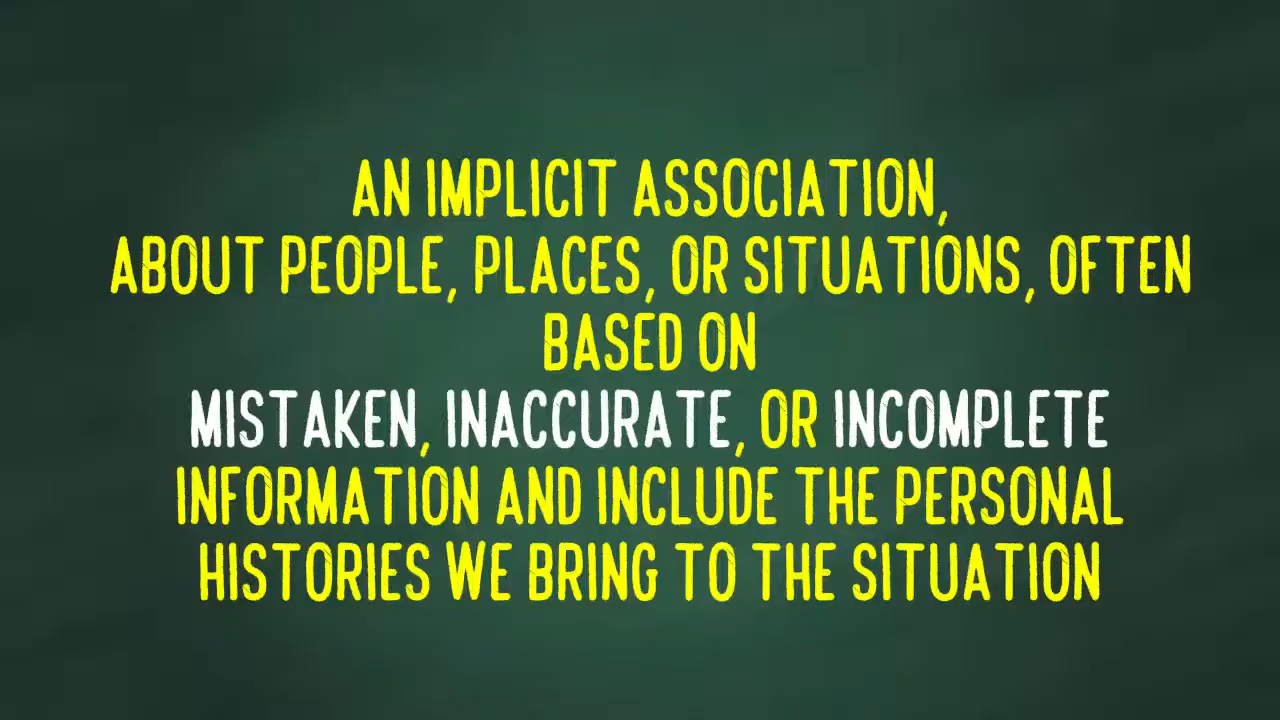 AN IMPLICIT ASSOCIATION,
ABOUT PEOPLE, PLACES, OR SITUATIONS, OFTEN
BASED ON
MISTAKEN, INACCURATE, OR INCOMPLETE
INFORMATION AND INCLUDE THE PERSONAL
HISTORIES WE BRING TO THE SITUATION